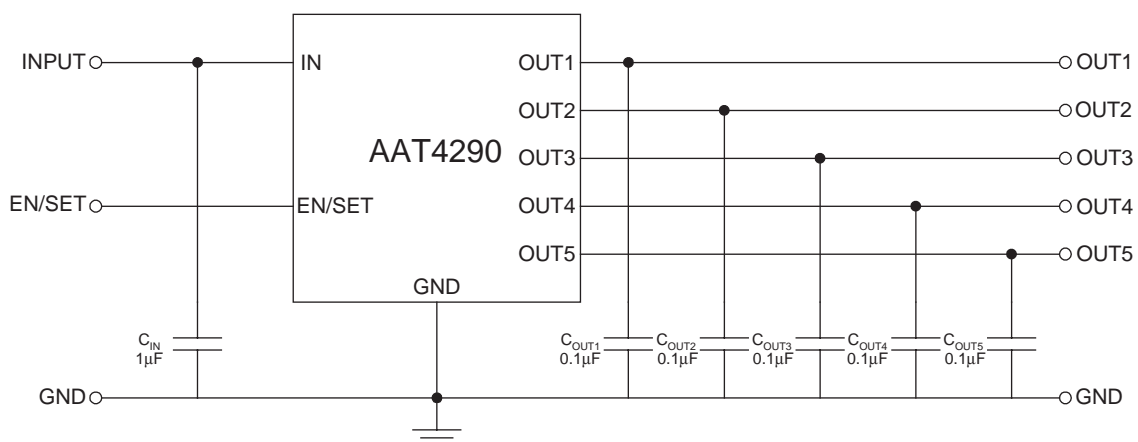 INPUT
IN
OUT1
OUT1
OUT2
OUT2
AAT4290
OUT3
OUT3
EN/SET
EN/SET
OUT4
OUT4
OUT5
OUT5
GND
CIN
1µF
COUT1
0.1µF
COUT2
0.1µF
COUT3
0.1µF
COUT4
0.1µF
COUT5
0.1µF
GND
GND